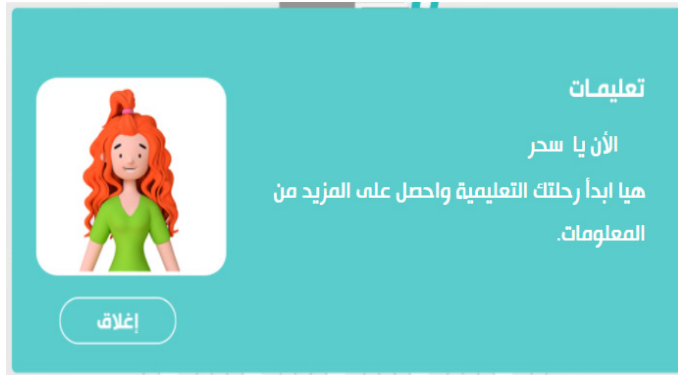 تعليمات
الأن يا سحر
هيا ابدأ رحلتك التعليمية واحصل على المزيد من
المعلومات.
إغلاق